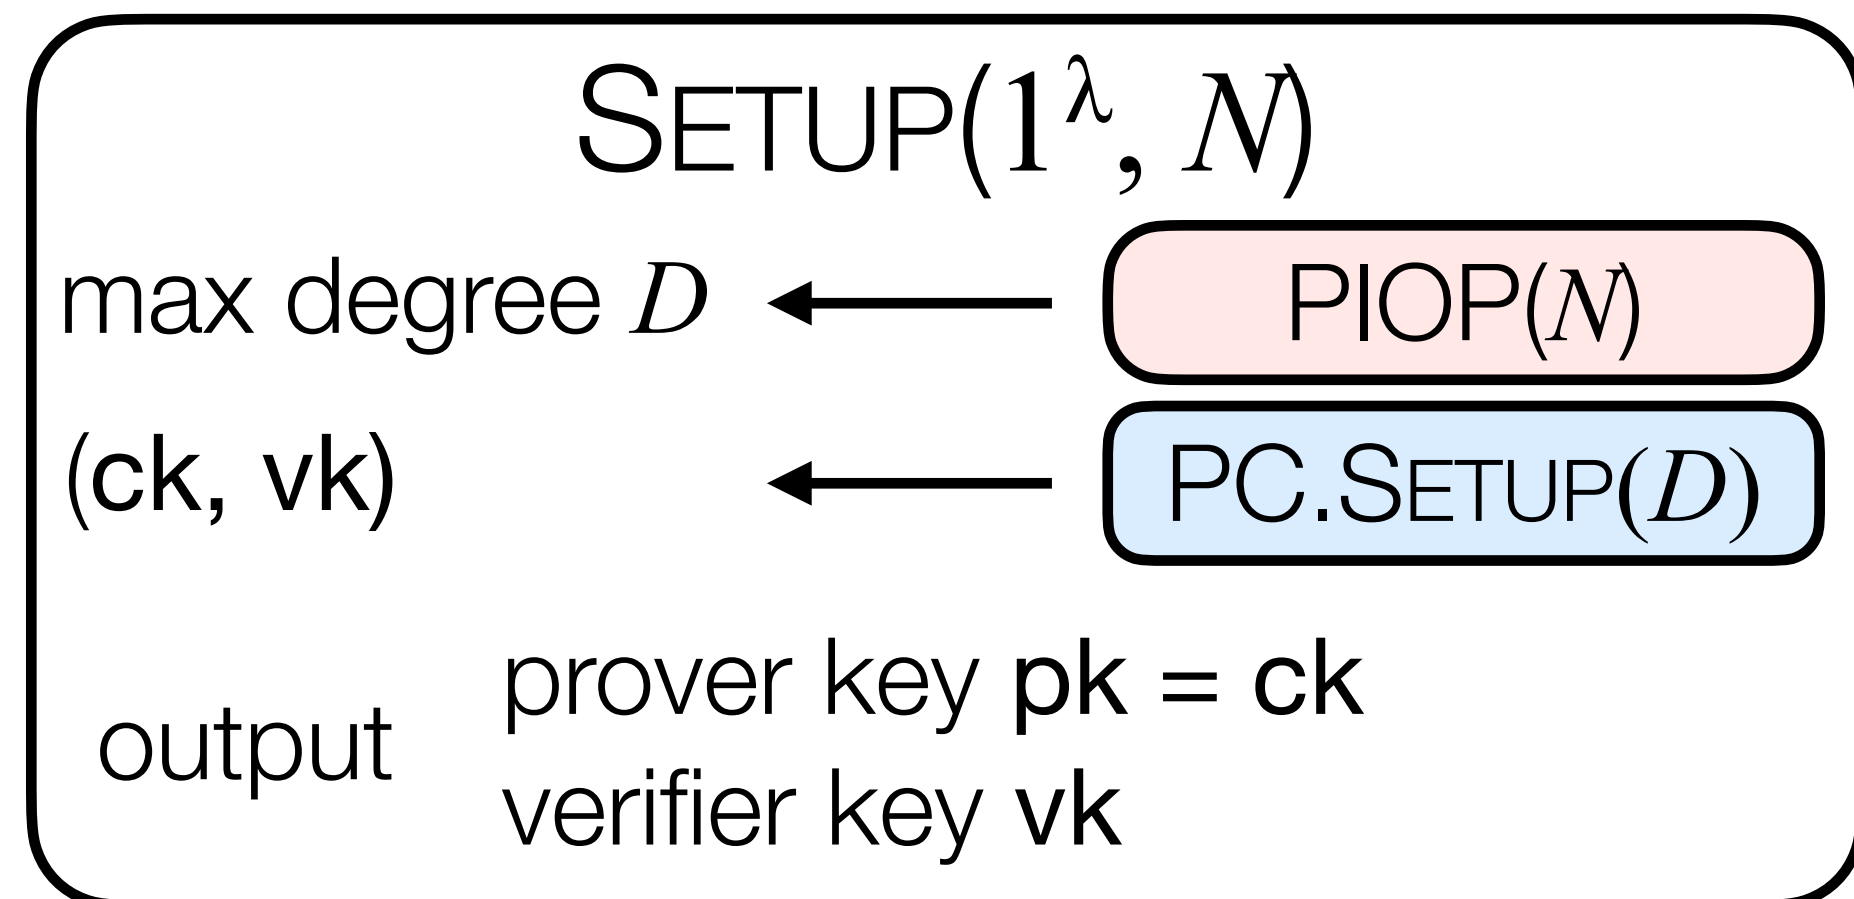 SETUP(1^λ, N)
max degree D ← PIOP(N)
(ck, vk) ← PC.SETUP(D)
output
prover key pk = ck
verifier key vk